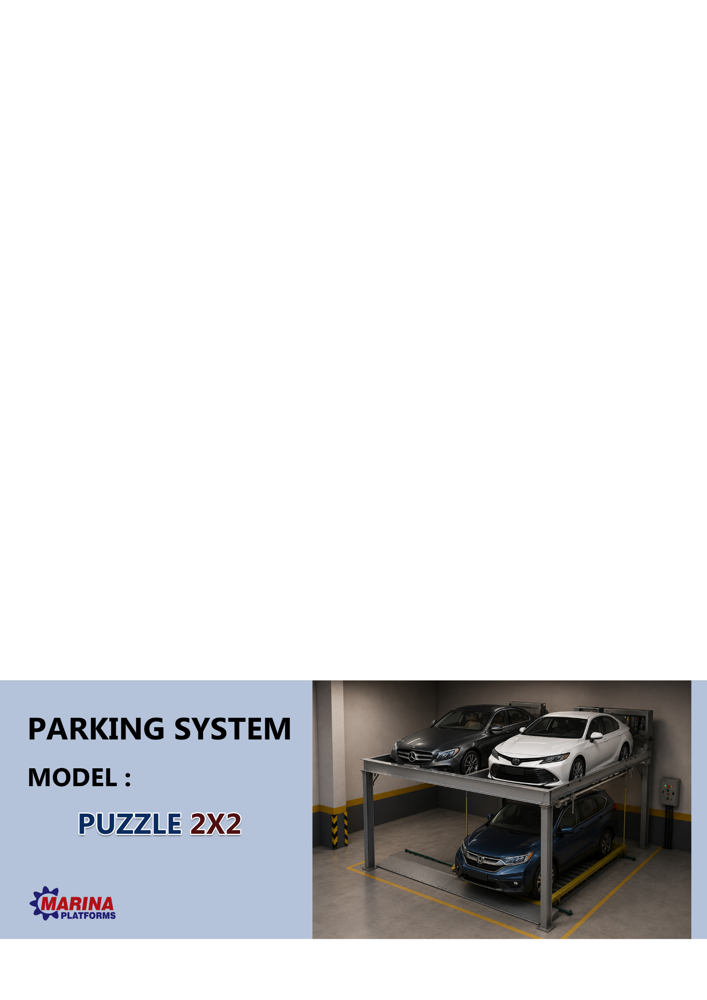 PARKING SYSTEM
MODEL :
PUZZLE 2X2
MARINA
PLATFORMS